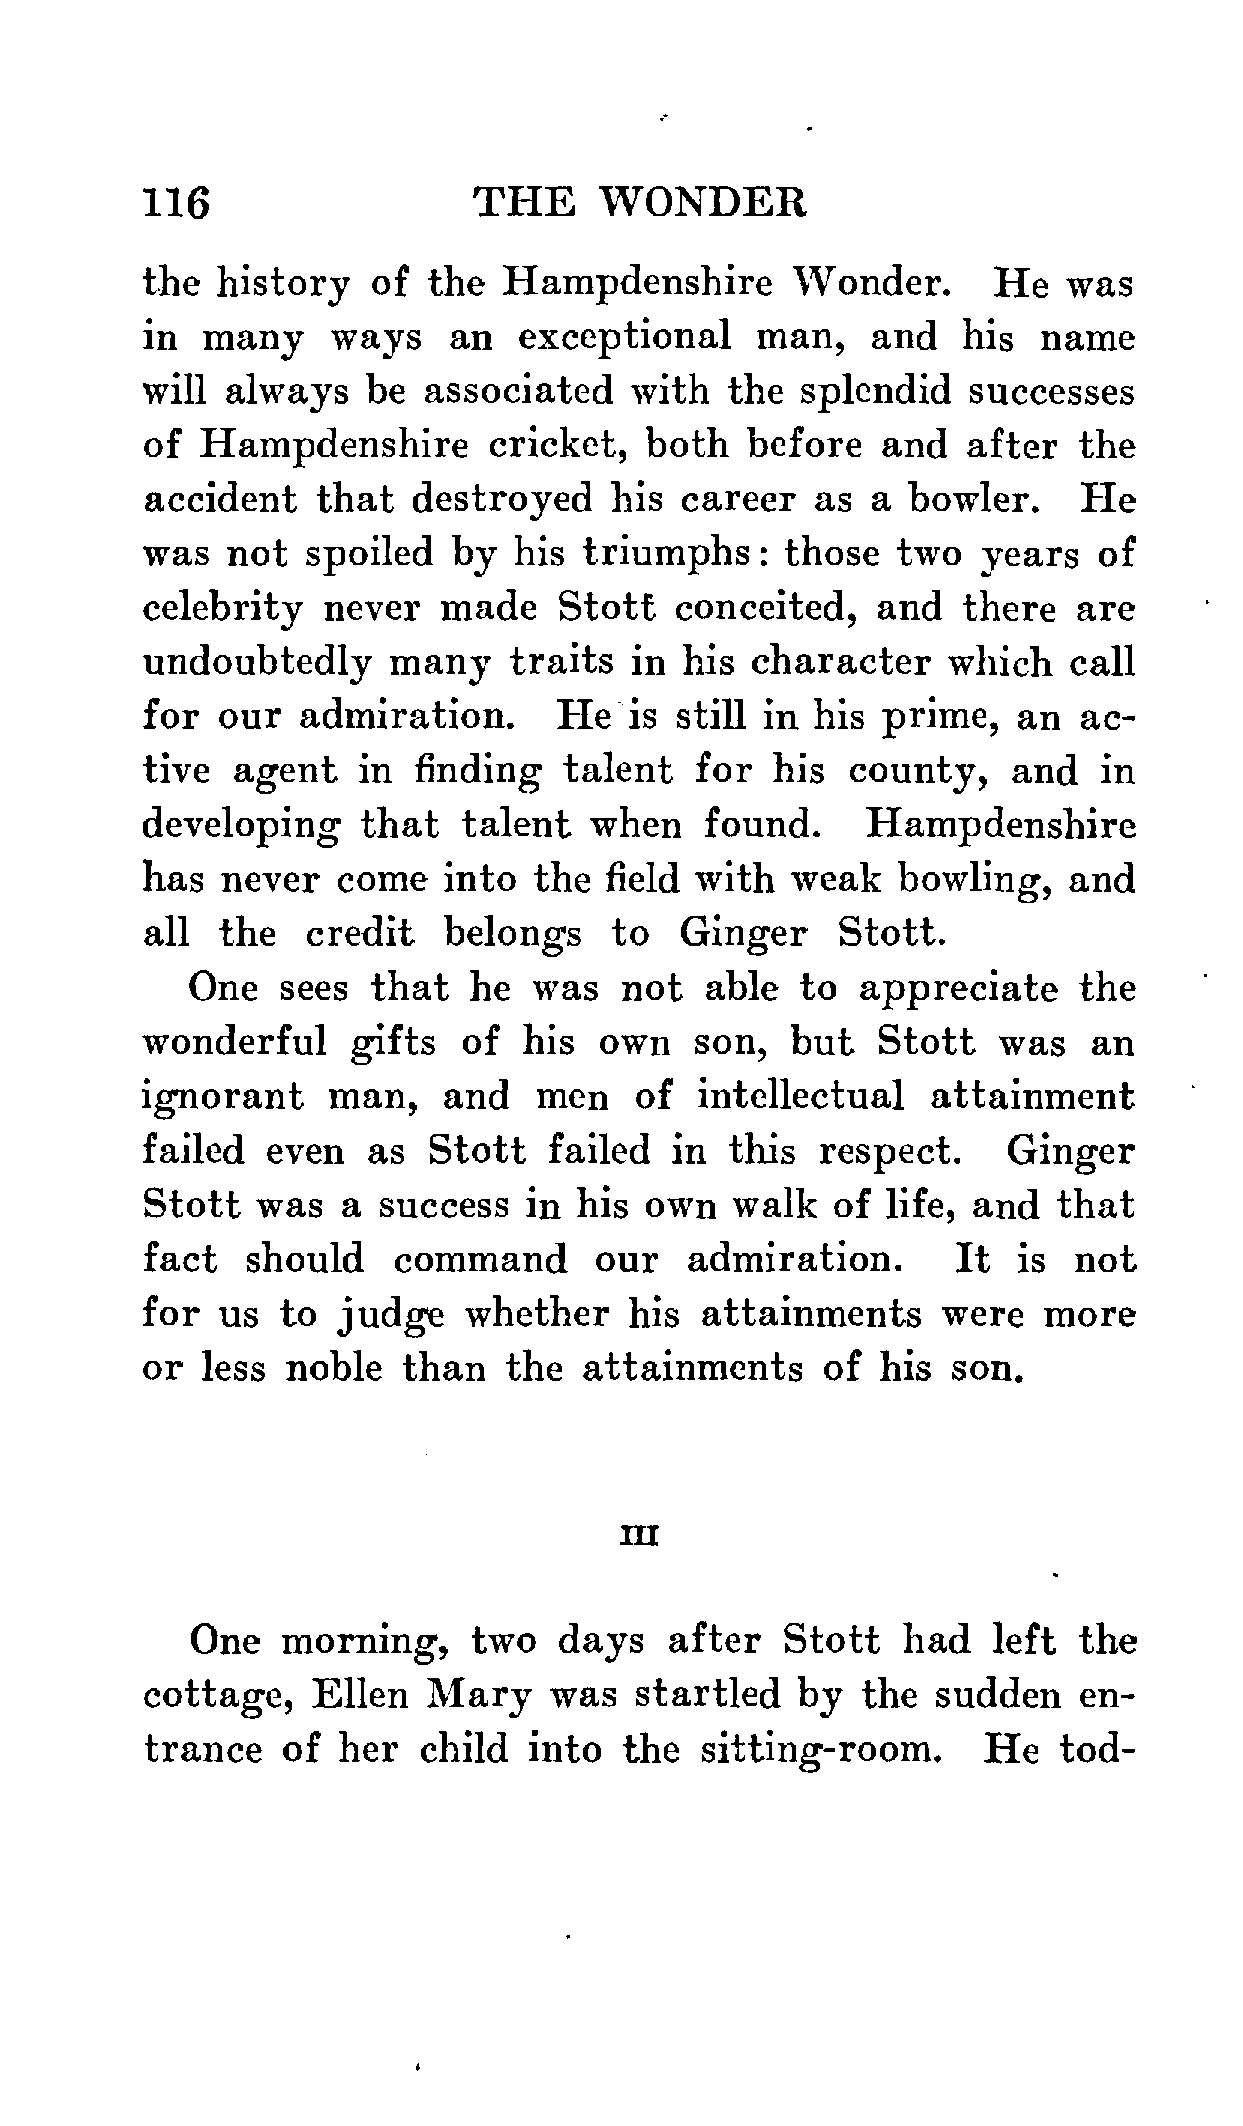 116 THE WONDER
the history of the Hampdenshire Wonder. He was
in many ways an exceptional man, and his name
will always be associated with the splendid successes
of Hampdenshire cricket, both before and after the
accident that destroyed his career as a bowler. He
was not spoiled by his triumphs: those two years of
celebrity never made Stott conceited, and there are
undoubtedly many traits in his character which call
for our admiration. He is still in his prime, an ac-
tive agent in finding talent for his county, and in
developing that talent when found. Hampdenshire
has never come into the field with weak bowling, and
all the credit belongs to Ginger Stott.
One sees that he was not able to appreciate the
wonderful gifts of his own son, but Stott was an
ignorant man, and men of intellectual attainment
failed even as Stott failed in this respect. Ginger
Stott was a success in his own walk of life, and that
fact should command our admiration. It is not
for us to judge whether his attainments were more
or less noble than the attainments of his son.
III
One morning, two days after Stott had left the
cottage, Ellen Mary was startled by the sudden en-
trance of her child into the sitting-room. He tod-